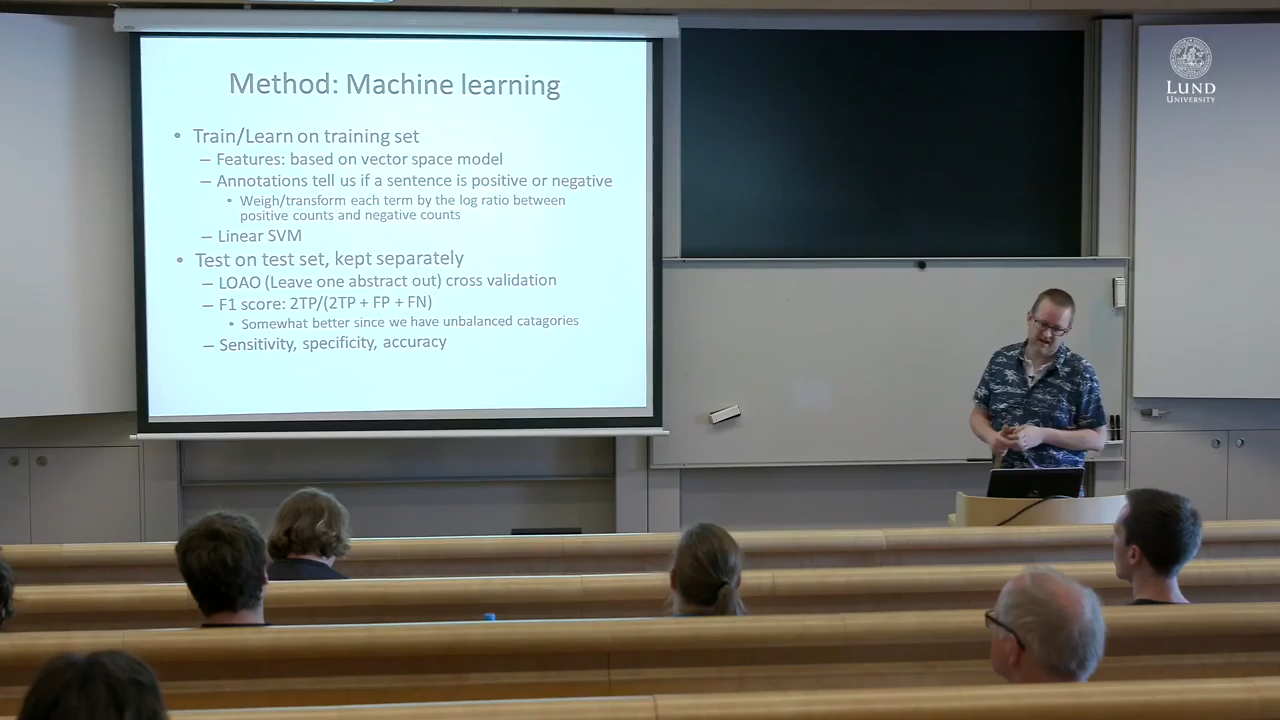 Method: Machine learning
• Train/Learn on training set
– Features: based on vector space model
– Annotations tell us if a sentence is positive or negative
• Weigh/transform each term by the log ratio between
positive counts and negative counts
– Linear SVM
• Test on test set, kept separately
– LOAO (Leave one abstract out) cross validation
– F1 score: 2TP/(2TP + FP + FN)
• Somewhat better since we have unbalanced catagories
– Sensitivity, specificity, accuracy
LUND
UNIVERSITY